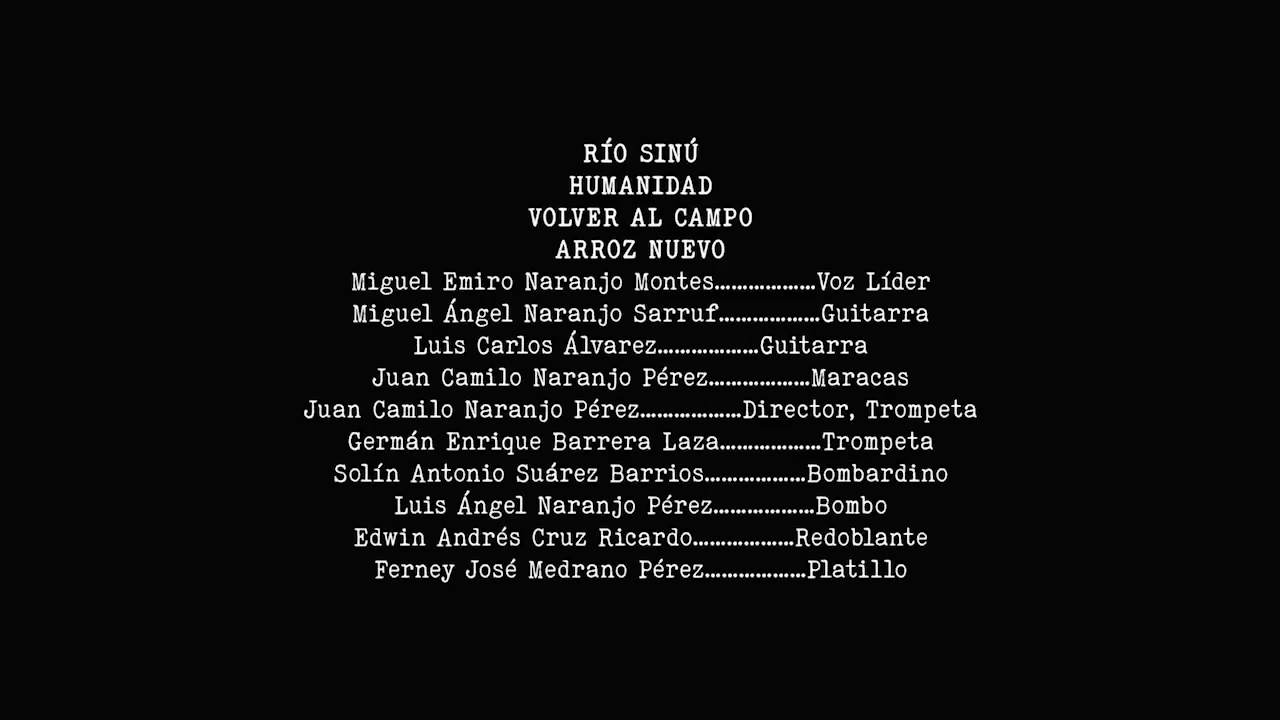 RÍO SINÚ
HUMANIDAD
VOLVER AL CAMPO
ARROZ NUEVO
Miguel Emiro Naranjo Montes………………Voz Líder
Miguel Ángel Naranjo Sarruf………………Guitarra
Luis Carlos Álvarez………………Guitarra
Juan Camilo Naranjo Pérez………………Maracas
Juan Camilo Naranjo Pérez………………Director, Trompeta
Germán Enrique Barrera Laza………………Trompeta
Solín Antonio Suárez Barrios………………Bombardino
Luis Ángel Naranjo Pérez………………Bombo
Edwin Andrés Cruz Ricardo………………Redoblante
Ferney José Medrano Pérez………………Platillo